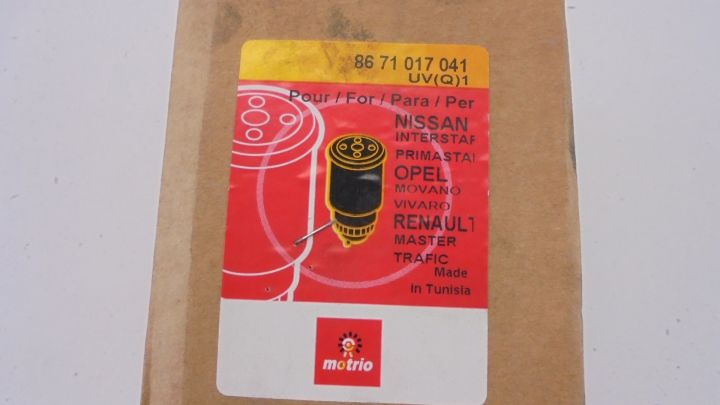 86 71 017 041
UV(Q)1
Pour / For / Para / Per
NISSAN
INTERSTAR
PRIMASTAR
OPEL
MOVANO
VIVARO
RENAULT
MASTER
TRAFIC
Made
in Tunisia
motrio